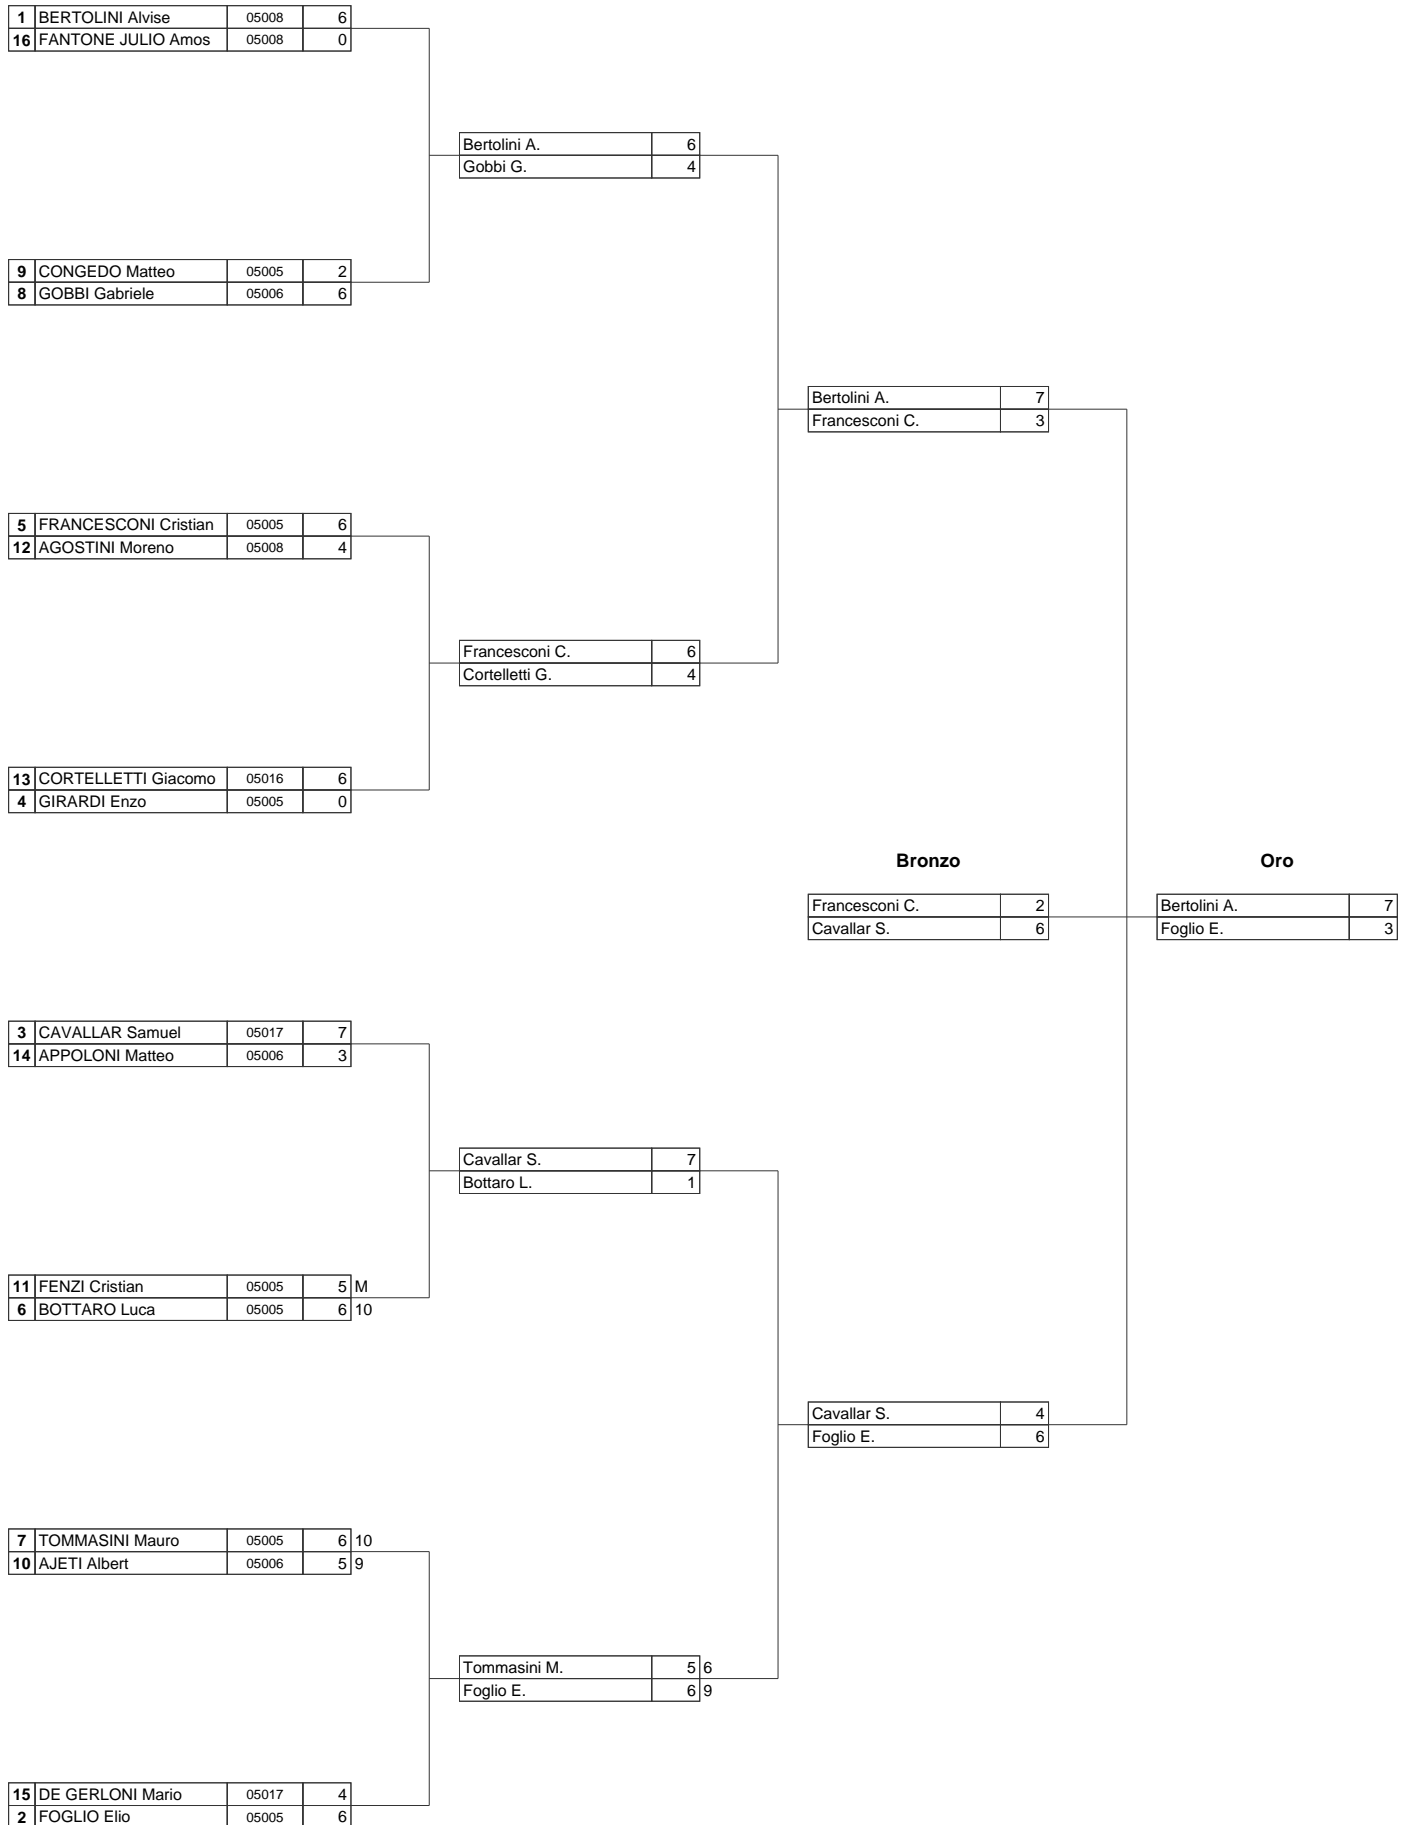 1 BERTOLINI Alvise 05008 6
16 FANTONE JULIO Amos 05008 0
Bertolini A. 6
Gobbi G. 4
9 CONGEDO Matteo 05005 2
8 GOBBI Gabriele 05006 6
Bertolini A. 7
Francesconi C. 3
5 FRANCESCONI Cristian 05005 6
12 AGOSTINI Moreno 05008 4
Francesconi C. 6
Cortelletti G. 4
13 CORTELLETTI Giacomo 05016 6
4 GIRARDI Enzo 05005 0
Bronzo Oro
Francesconi C. 2 Bertolini A. 7
Cavallar S. 6 Foglio E. 3
3 CAVALLAR Samuel 05017 7
14 APPOLONI Matteo 05006 3
Cavallar S. 7
Bottaro L. 1
11 FENZI Cristian 05005 5 M
6 BOTTARO Luca 05005 6 10
Cavallar S. 4
Foglio E. 6
7 TOMMASINI Mauro 05005 6 10
10 AJETI Albert 05006 5 9
Tommasini M. 5 6
Foglio E. 6 9
15 DE GERLONI Mario 05017 4
2 FOGLIO Elio 05005 6